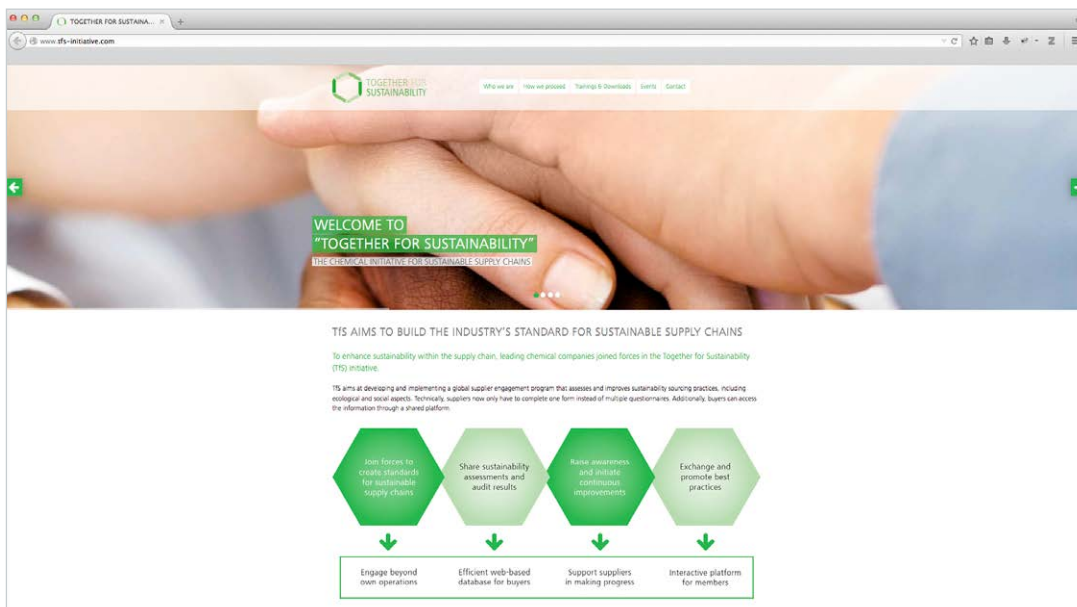 TOGETHER FOR SUSTAINA...
www.tfs-initiative.com
TOGETHER FOR
SUSTAINABILITY
Who we are
How we proceed
Trainings & Downloads
Events
Contact
WELCOME TO
"TOGETHER FOR SUSTAINABILITY"
THE CHEMICAL INITIATIVE FOR SUSTAINABLE SUPPLY CHAINS
TfS AIMS TO BUILD THE INDUSTRY'S STANDARD FOR SUSTAINABLE SUPPLY CHAINS
To enhance sustainability within the supply chain, leading chemical companies joined forces in the Together for Sustainability
(TfS) Initiative.
TfS aims at developing and implementing a global supplier engagement program that assesses and improves sustainability sourcing practices, including
ecological and social aspects. Technically, suppliers now only have to complete one form instead of multiple questionnaires. Additionally, buyers can access
the information through a shared platform.
Join forces to
create standards
for sustainable
supply chains
Share sustainability
assessments and
audit results
Raise awareness
and initiate
continuous
improvements
Exchange and
promote best
practices
Engage beyond
own operations
Efficient web-based
database for buyers
Support suppliers
in making progress
Interactive platform
for members